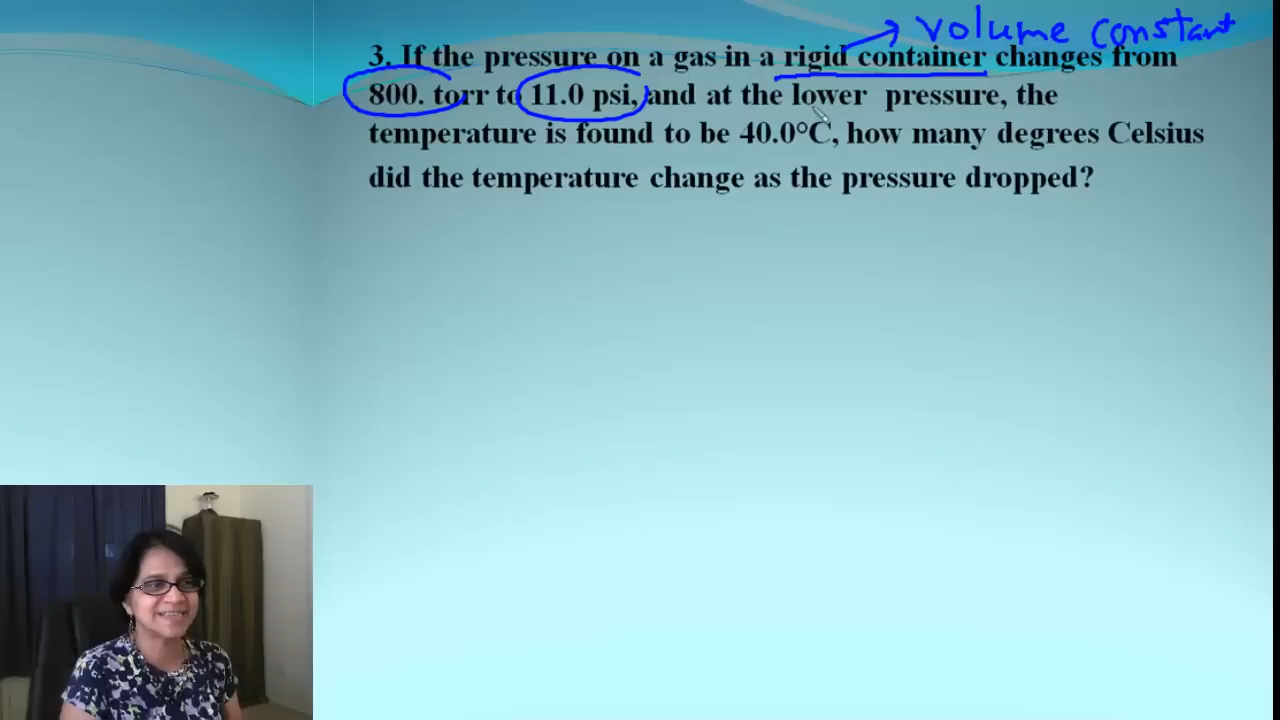 volume constant
3. If the pressure on a gas in a rigid container changes from
800. torr to 11.0 psi, and at the lower pressure, the
temperature is found to be 40.0°C, how many degrees Celsius
did the temperature change as the pressure dropped?